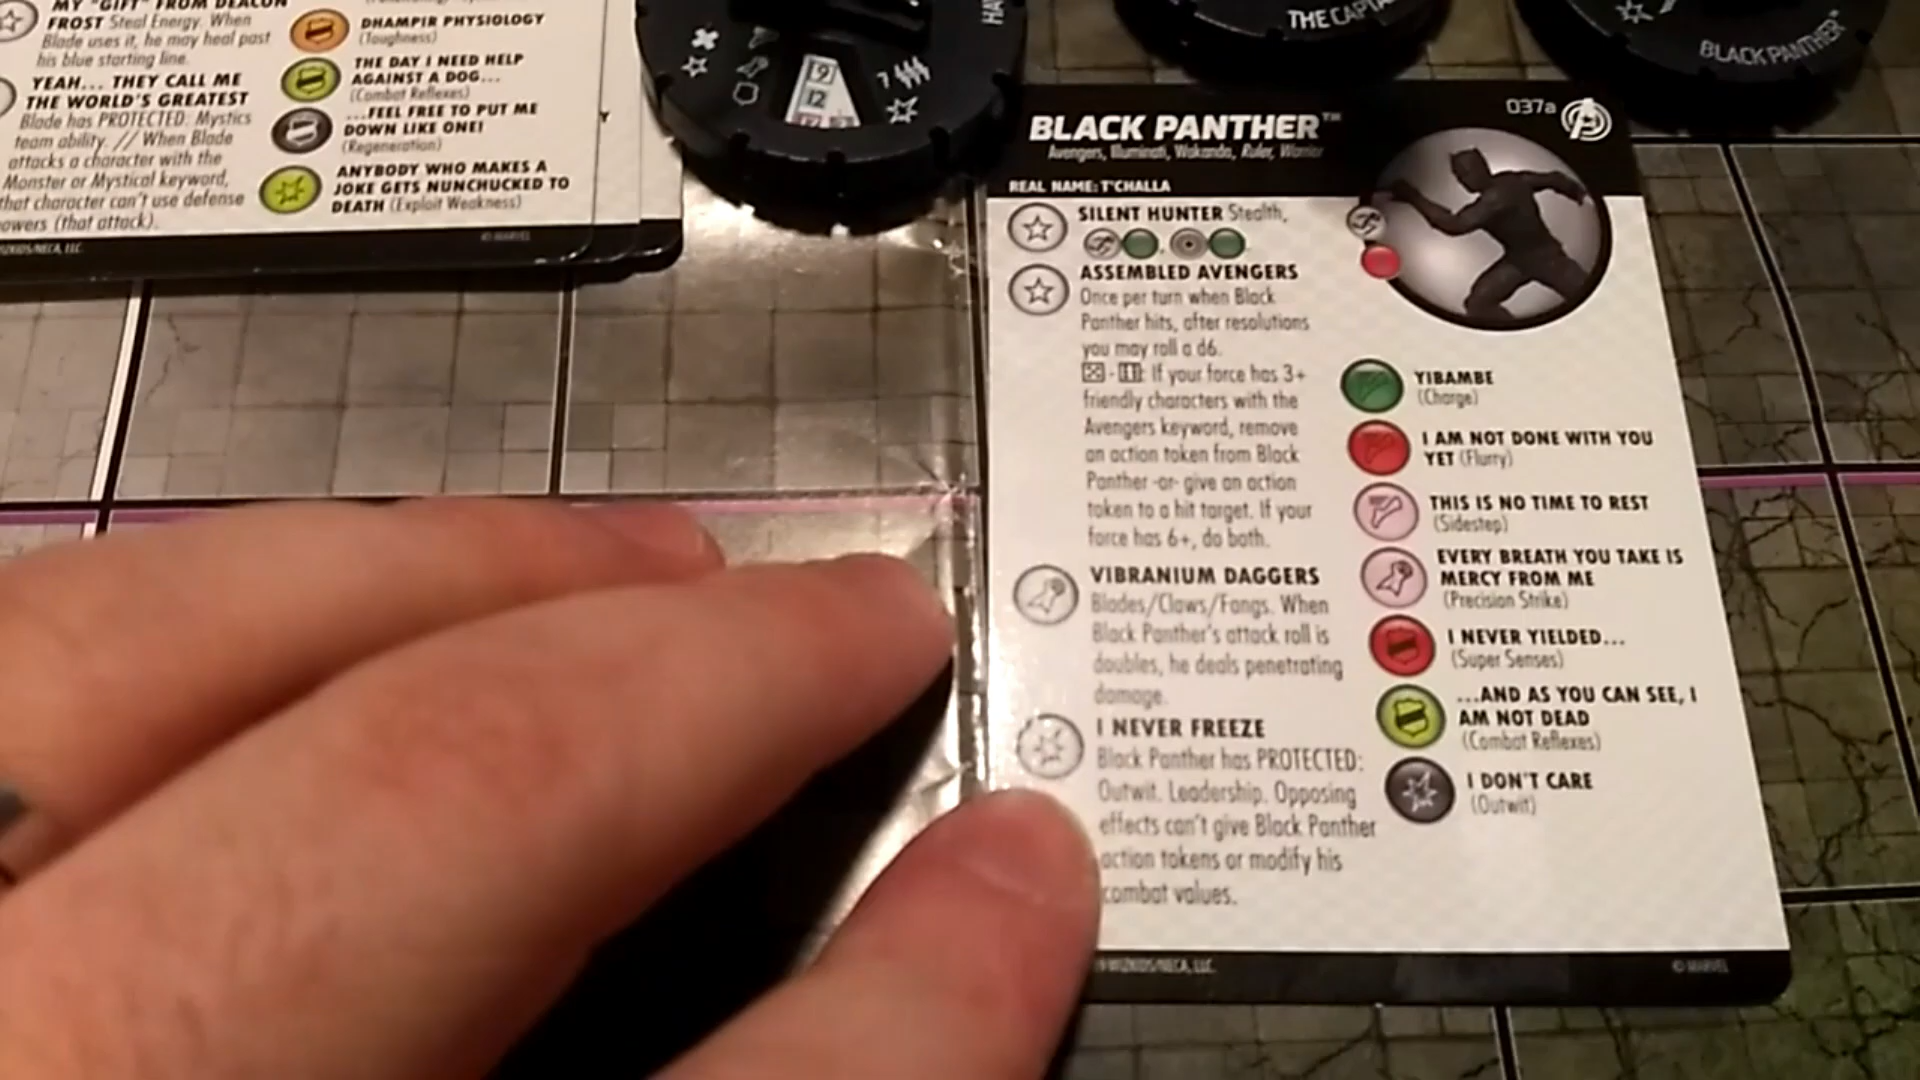 MY "GIFT" FROM DEACON
FROST Steal Energy. When
Blade uses it, he may heal past
his blue starting line.
YEAH... THEY CALL ME
THE WORLD'S GREATEST
Blade has PROTECTED: Mystics
team ability. // When Blade
attacks a character with the
Monster or Mystical keyword,
that character can't use defense
powers (that attack).
WIZKIDS/NECA, LLC.
DHAMPIR PHYSIOLOGY
(Toughness)
THE DAY I NEED HELP
AGAINST A DOG...
(Combat Reflexes)
...FEEL FREE TO PUT ME
DOWN LIKE ONE!
(Regeneration)
ANYBODY WHO MAKES A
JOKE GETS NUNCHUCKED TO
DEATH (Exploit Weakness)
© MARVEL
Y
9
12
7
HA
THE CAPTA
BLACK PANTHER™
037a
BLACK PANTHER™
Avengers, Illuminati, Wakanda, Ruler, Warrior
REAL NAME: T'CHALLA
SILENT HUNTER Stealth,
ASSEMBLED AVENGERS
Once per turn when Black
Panther hits, after resolutions
you may roll a d6.
: If your force has 3+
friendly characters with the
Avengers keyword, remove
an action token from Black
Panther -or- give an action
token to a hit target. If your
force has 6+, do both.
VIBRANIUM DAGGERS
Blades/Claws/Fangs. When
Black Panther's attack roll is
doubles, he deals penetrating
damage.
I NEVER FREEZE
Black Panther has PROTECTED:
Outwit. Leadership. Opposing
effects can't give Black Panther
action tokens or modify his
combat values.
YIBAMBE
(Charge)
I AM NOT DONE WITH YOU
YET (Flurry)
THIS IS NO TIME TO REST
(Sidestep)
EVERY BREATH YOU TAKE IS
MERCY FROM ME
(Precision Strike)
I NEVER YIELDED...
(Super Senses)
...AND AS YOU CAN SEE, I
AM NOT DEAD
(Combat Reflexes)
I DON'T CARE
(Outwit)
WIZKIDS/NECA, LLC.
© MARVEL